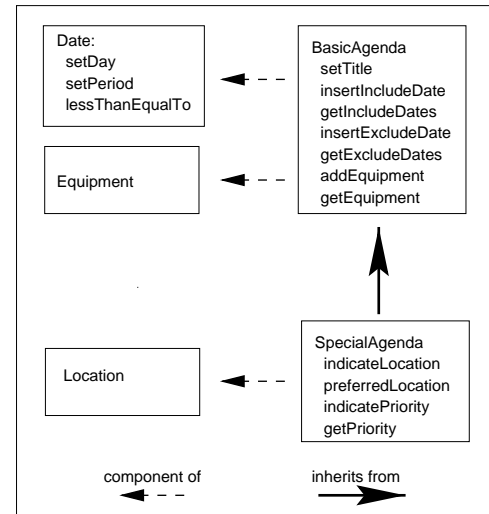 Date:
setDay
setPeriod
lessThanEqualTo
BasicAgenda
setTitle
insertIncludeDate
getIncludeDates
insertExcludeDate
getExcludeDates
addEquipment
getEquipment
Equipment
Location
SpecialAgenda
indicateLocation
preferredLocation
indicatePriority
getPriority
component of
inherits from